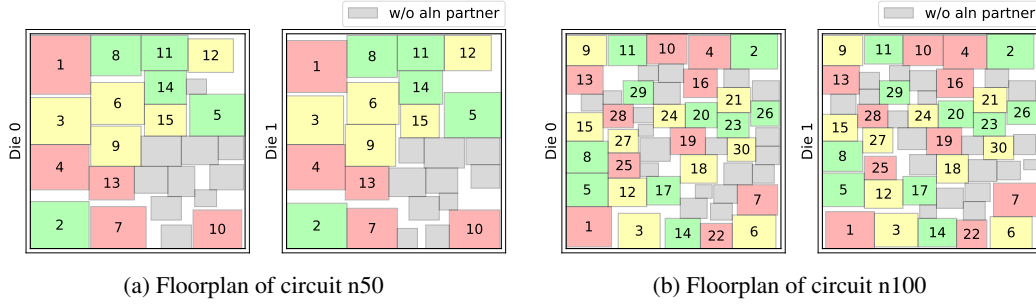 w/o aln partner
w/o aln partner
Die 0
1 8 11 12
14
6 5
3 15
9
4
13
2 7 10
Die 1
1 8 11 12
14
6 5
3 15
9
4
13
2 7 10
Die 0
9 11 10 4 2
13 16
29 21
28 24 20 26
15 23
27 19 30
8 25 18
5 12 17 7
1 3 14 22 6
Die 1
9 11 10 4 2
13 16
29 21
28 24 20 26
15 23
27 19 30
8 25 18
5 12 17 7
1 3 14 22 6
(a) Floorplan of circuit n50
(b) Floorplan of circuit n100